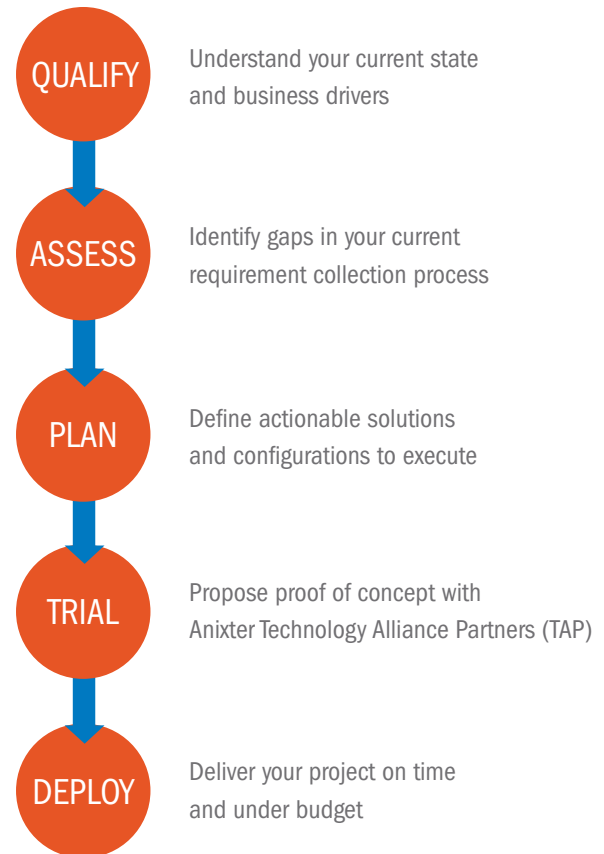 QUALIFY
Understand your current state
and business drivers
ASSESS
Identify gaps in your current
requirement collection process
PLAN
Define actionable solutions
and configurations to execute
TRIAL
Propose proof of concept with
Anixter Technology Alliance Partners (TAP)
DEPLOY
Deliver your project on time
and under budget